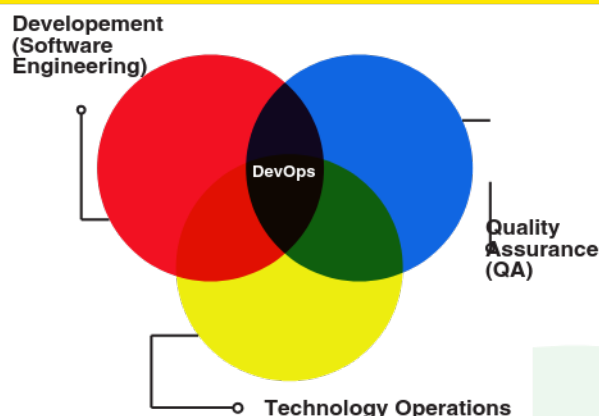 Developement
(Software
Engineering)
DevOps
Quality
Assurance
(QA)
Technology Operations